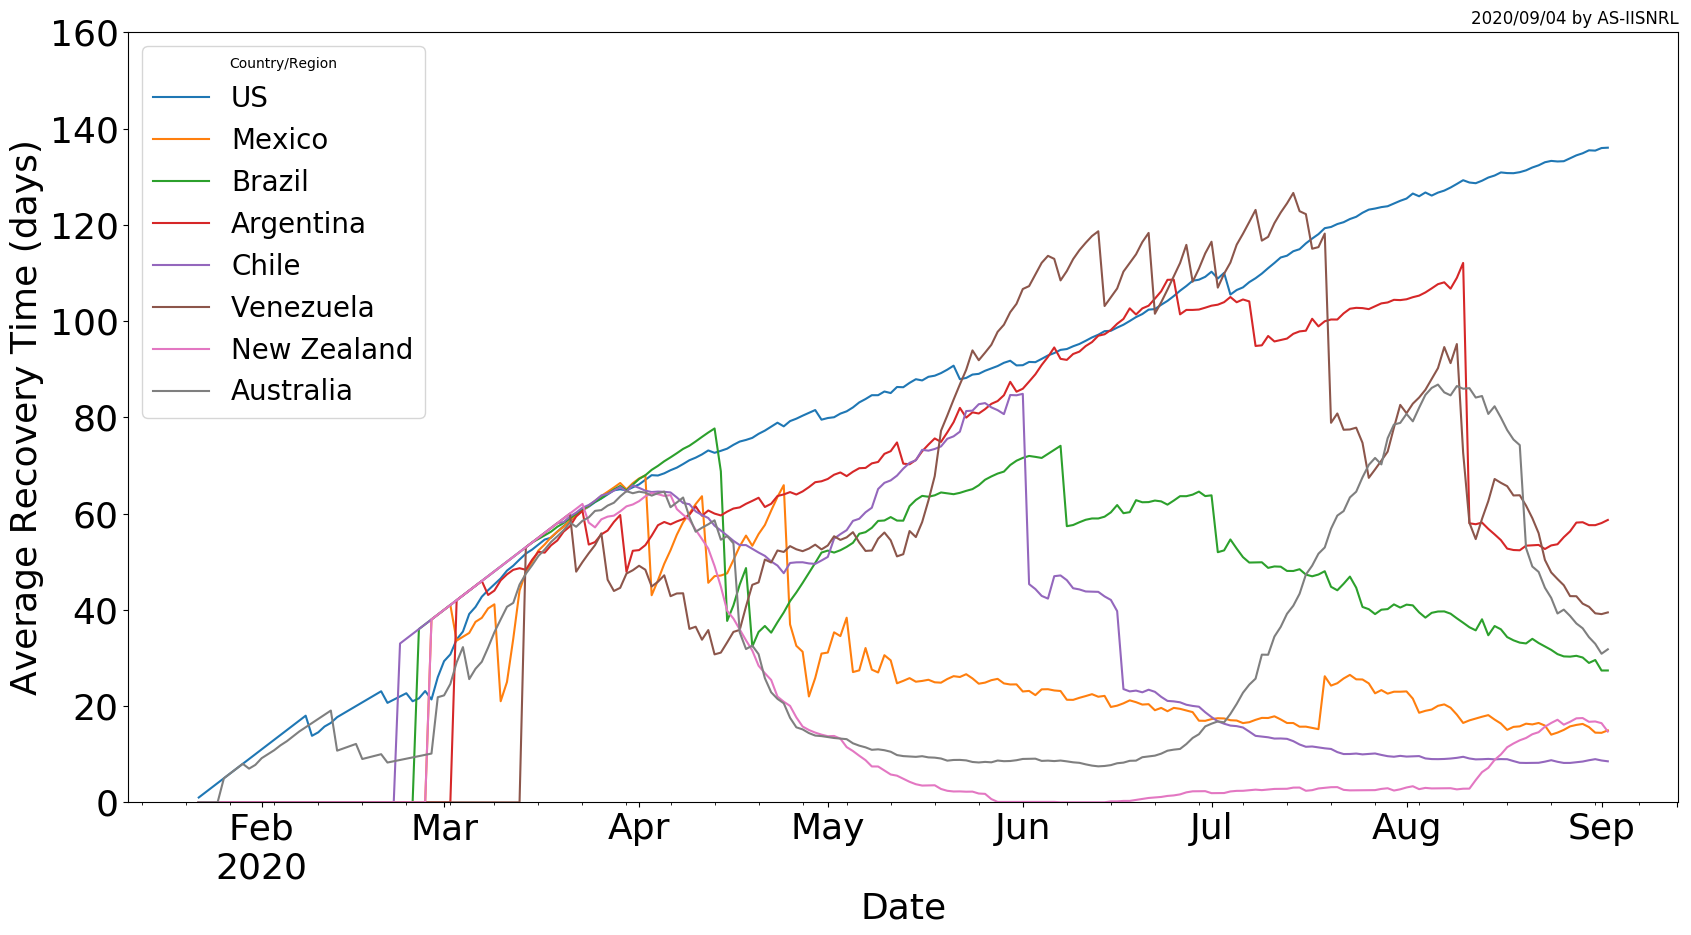 2020/09/04 by AS-IISNRL
160
140
120
100
80
60
40
20
0
Average Recovery Time (days)
Country/Region
US
Mexico
Brazil
Argentina
Chile
Venezuela
New Zealand
Australia
Feb Mar Apr May Jun Jul Aug Sep
2020
Date